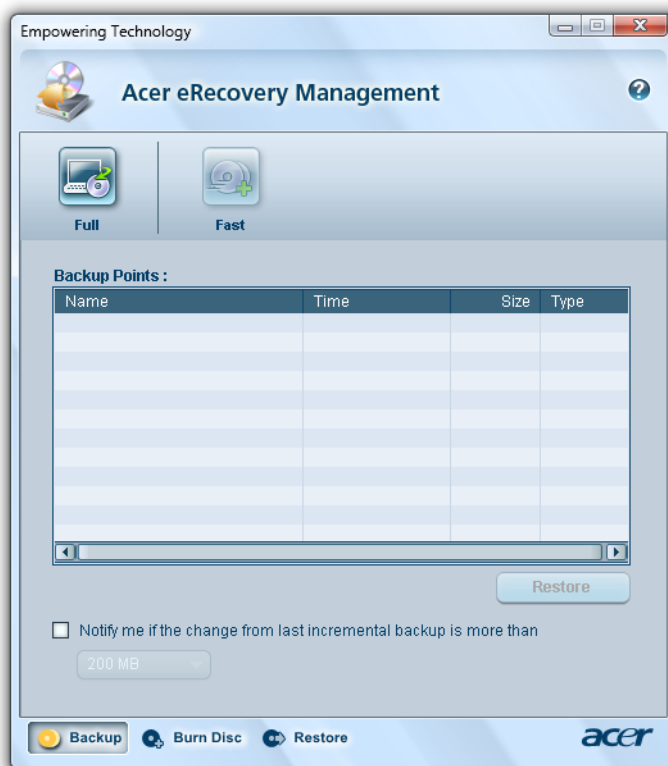 Empowering Technology
Acer eRecovery Management
Full Fast
Backup Points :
Name Time Size Type
Restore
Notify me if the change from last incremental backup is more than
200 MB
Backup Burn Disc Restore acer